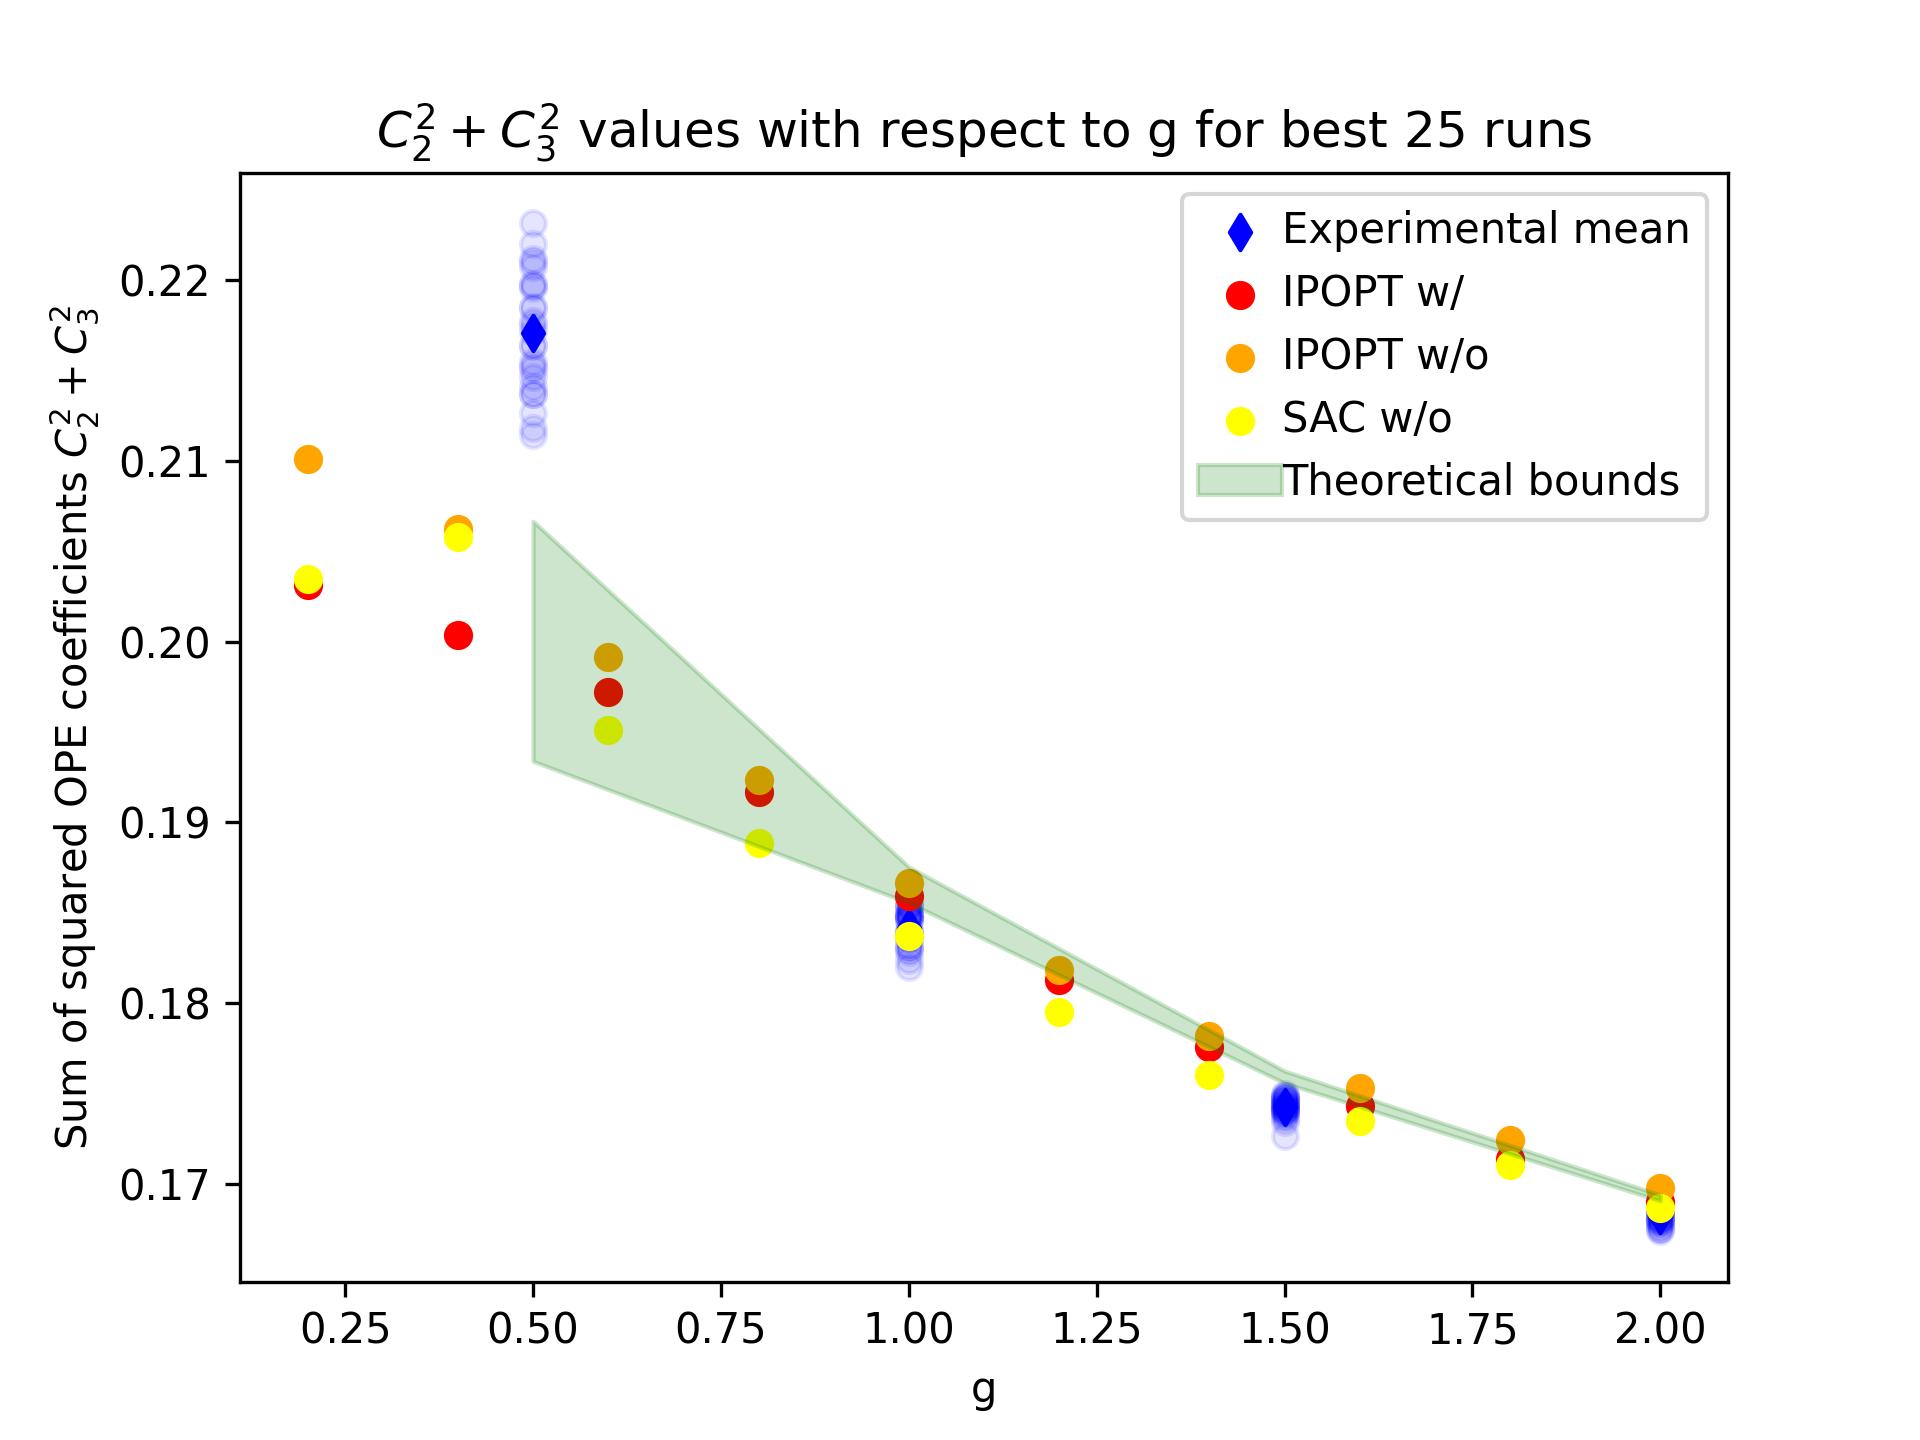 $C_2^2 + C_3^2$ values with respect to g for best 25 runs
Experimental mean
IPOPT w/
IPOPT w/o
SAC w/o
Theoretical bounds
Sum of squared OPE coefficients $C_2^2 + C_3^2$
0.22
0.21
0.20
0.19
0.18
0.17
0.25 0.50 0.75 1.00 1.25 1.50 1.75 2.00
g